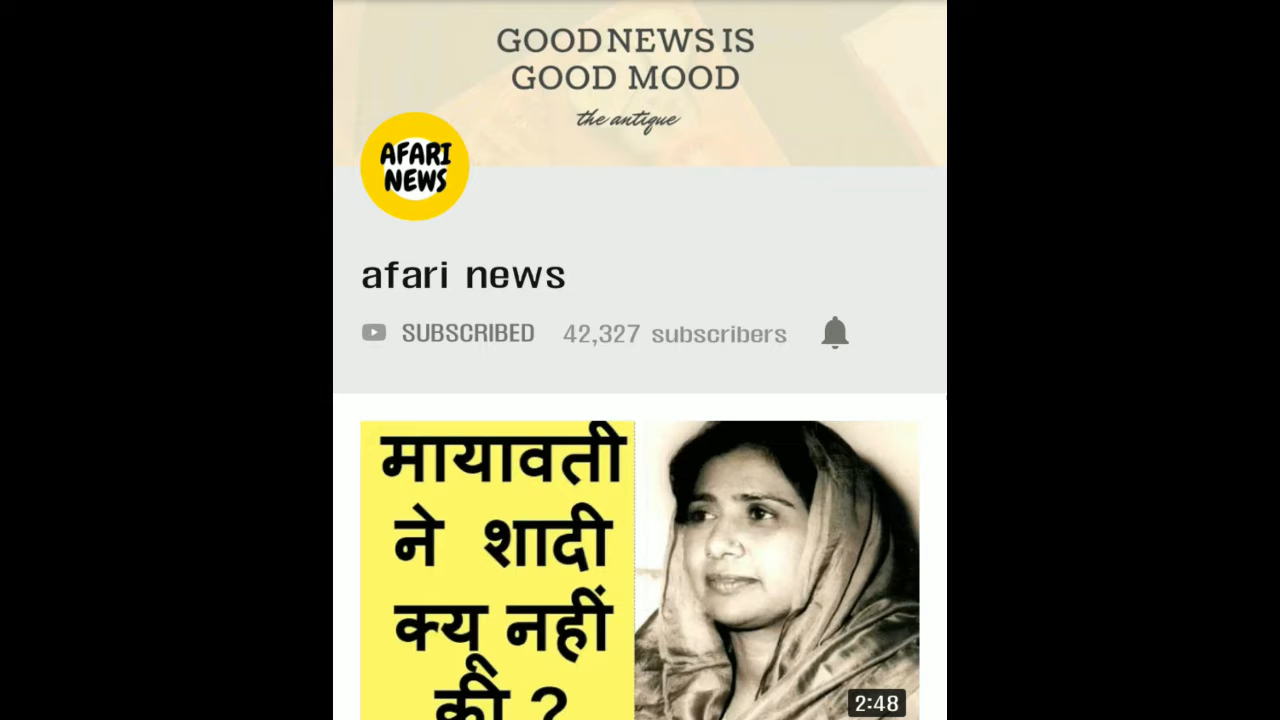 GOOD NEWS IS
GOOD MOOD
the antique
AFARI
NEWS
afari news
SUBSCRIBED 42,327 subscribers
मायावती
ने शादी
क्यू नहीं
की ?
2:48